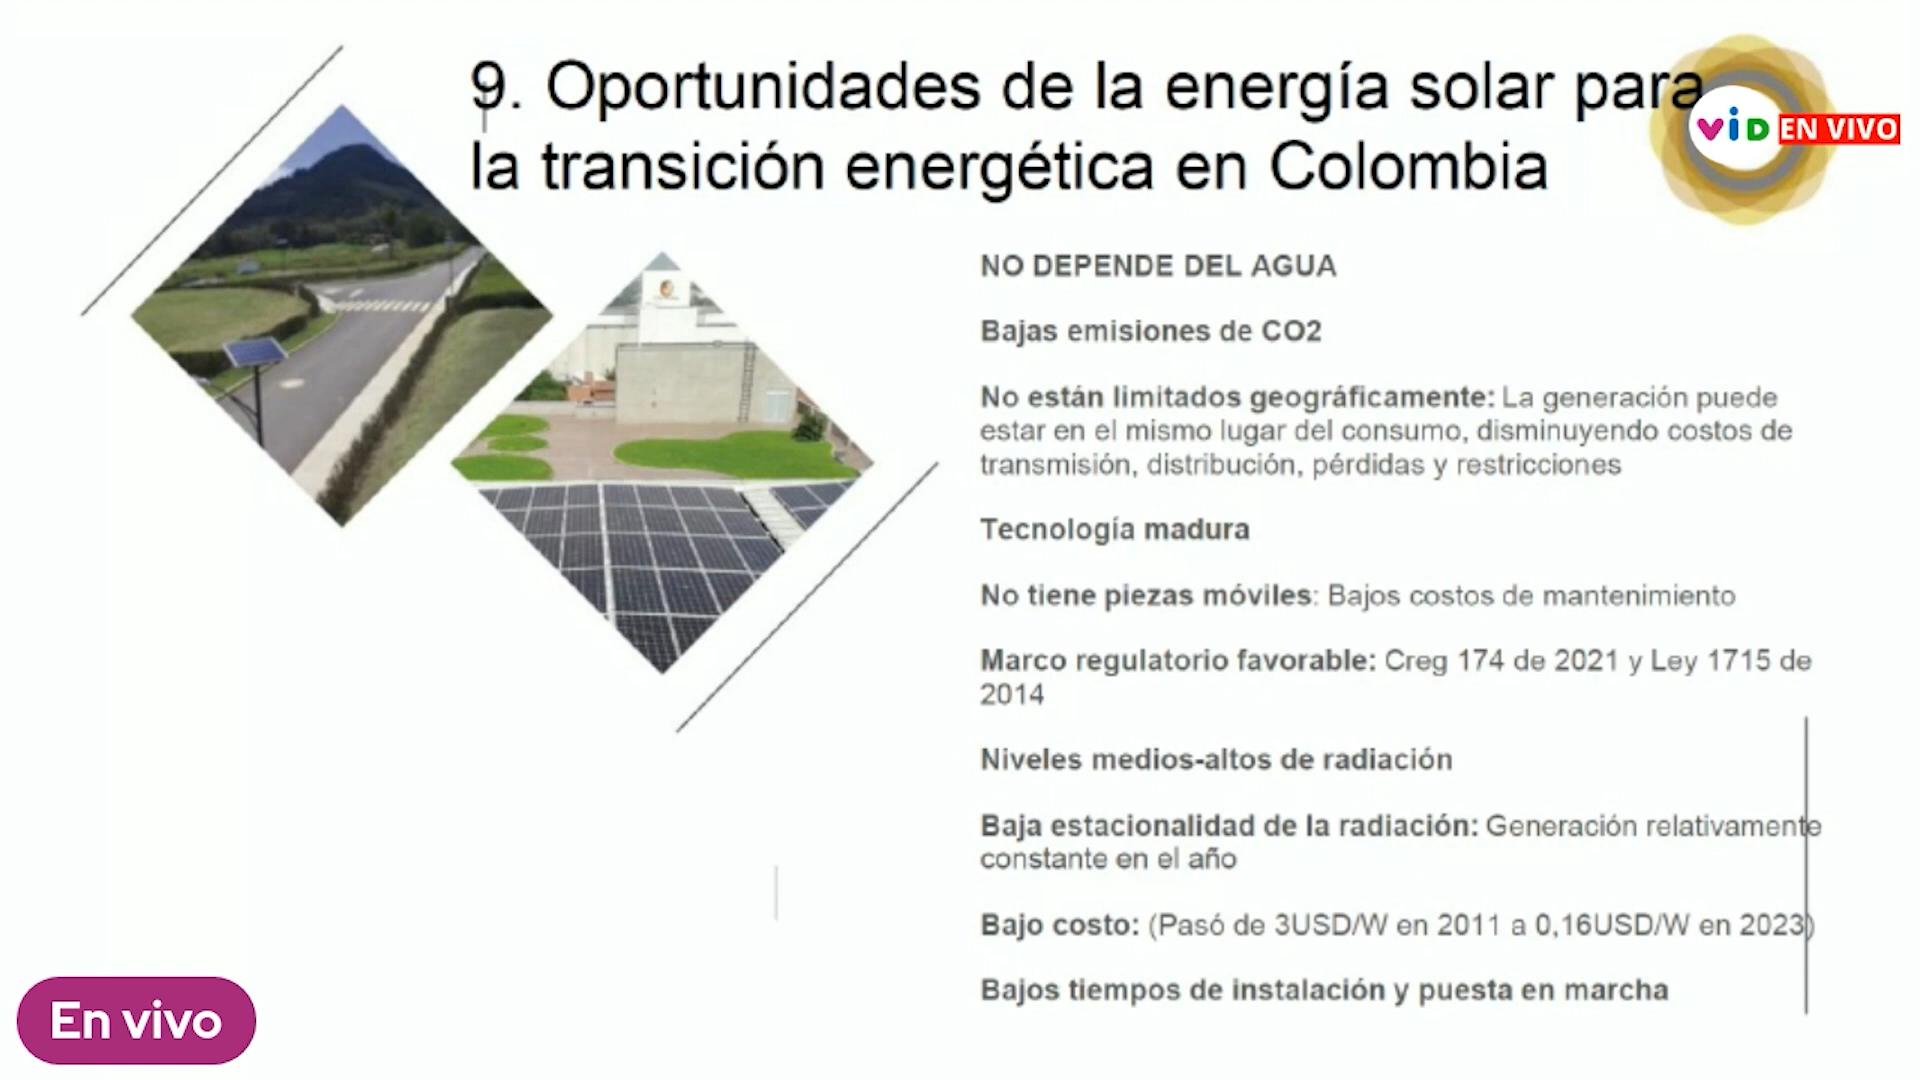 9. Oportunidades de la energía solar para
la transición energética en Colombia
ViD EN VIVO
NO DEPENDE DEL AGUA
Bajas emisiones de CO2
No están limitados geográficamente: La generación puede
estar en el mismo lugar del consumo, disminuyendo costos de
transmisión, distribución, pérdidas y restricciones
Tecnología madura
No tiene piezas móviles: Bajos costos de mantenimiento
Marco regulatorio favorable: Creg 174 de 2021 y Ley 1715 de
2014
Niveles medios-altos de radiación
Baja estacionalidad de la radiación: Generación relativamente
constante en el año
Bajo costo: (Pasó de 3USD/W en 2011 a 0,16USD/W en 2023)
Bajos tiempos de instalación y puesta en marcha
En vivo